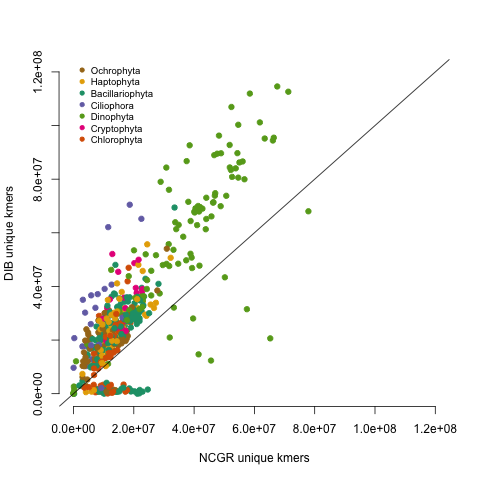 Ochrophyta
Haptophyta
Bacillariophyta
Ciliophora
Dinophyta
Cryptophyta
Chlorophyta
DIB unique kmers
1.2e+08
8.0e+07
4.0e+07
0.0e+00
0.0e+00 2.0e+07 4.0e+07 6.0e+07 8.0e+07 1.0e+08 1.2e+08
NCGR unique kmers